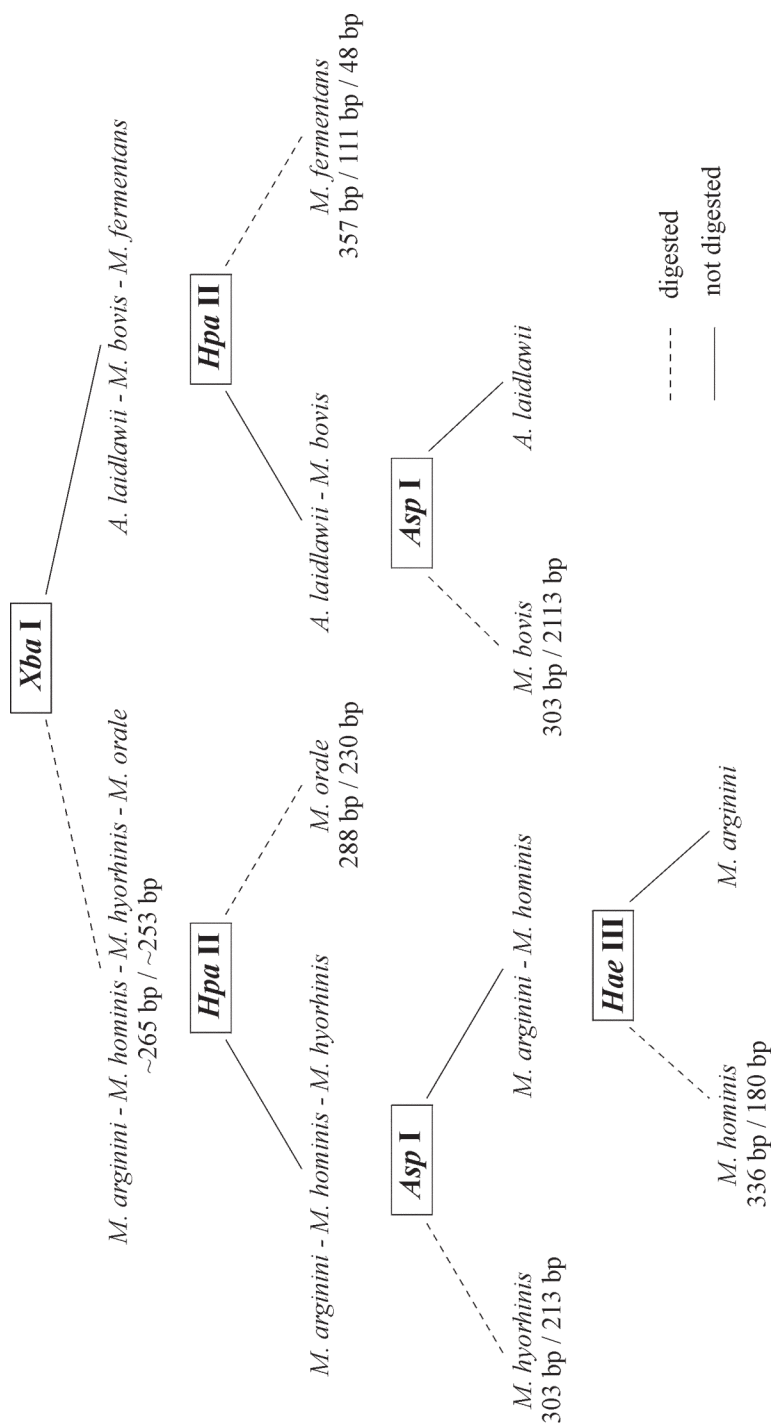 Xba I
M. arginini - M. hominis - M. hyorhinis - M. orale
~265 bp / ~253 bp
A. laidlawii - M. bovis - M. fermentans
Hpa II
Hpa II
M. arginini - M. hominis - M. hyorhinis
M. orale
288 bp / 230 bp
A. laidlawii - M. bovis
M. fermentans
357 bp / 111 bp / 48 bp
Asp I
Asp I
M. hyorhinis
303 bp / 213 bp
M. arginini - M. hominis
M. bovis
303 bp / 2113 bp
A. laidlawii
Hae III
M. hominis
336 bp / 180 bp
M. arginini
digested
not digested